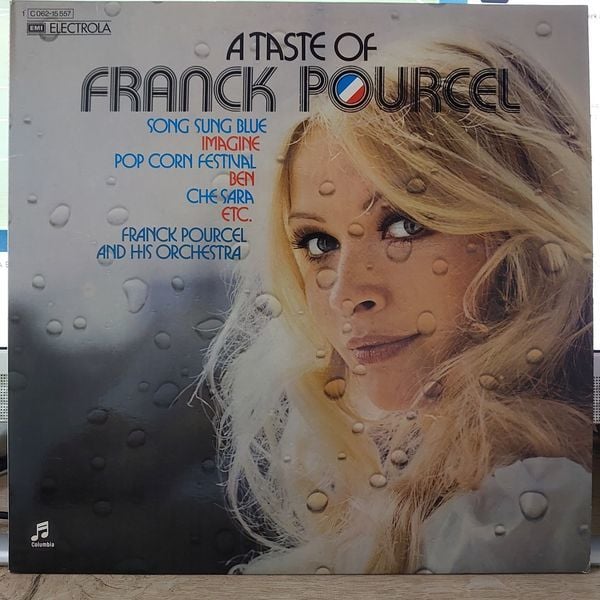 f C 062-15 557
EMI ELECTROLA
A TASTE OF
FRANCK POURCEL
SONG SUNG BLUE
IMAGINE
POP CORN FESTIVAL
BEN
CHE SARA
ETC.
FRANCK POURCEL
AND HIS ORCHESTRA
Columbia